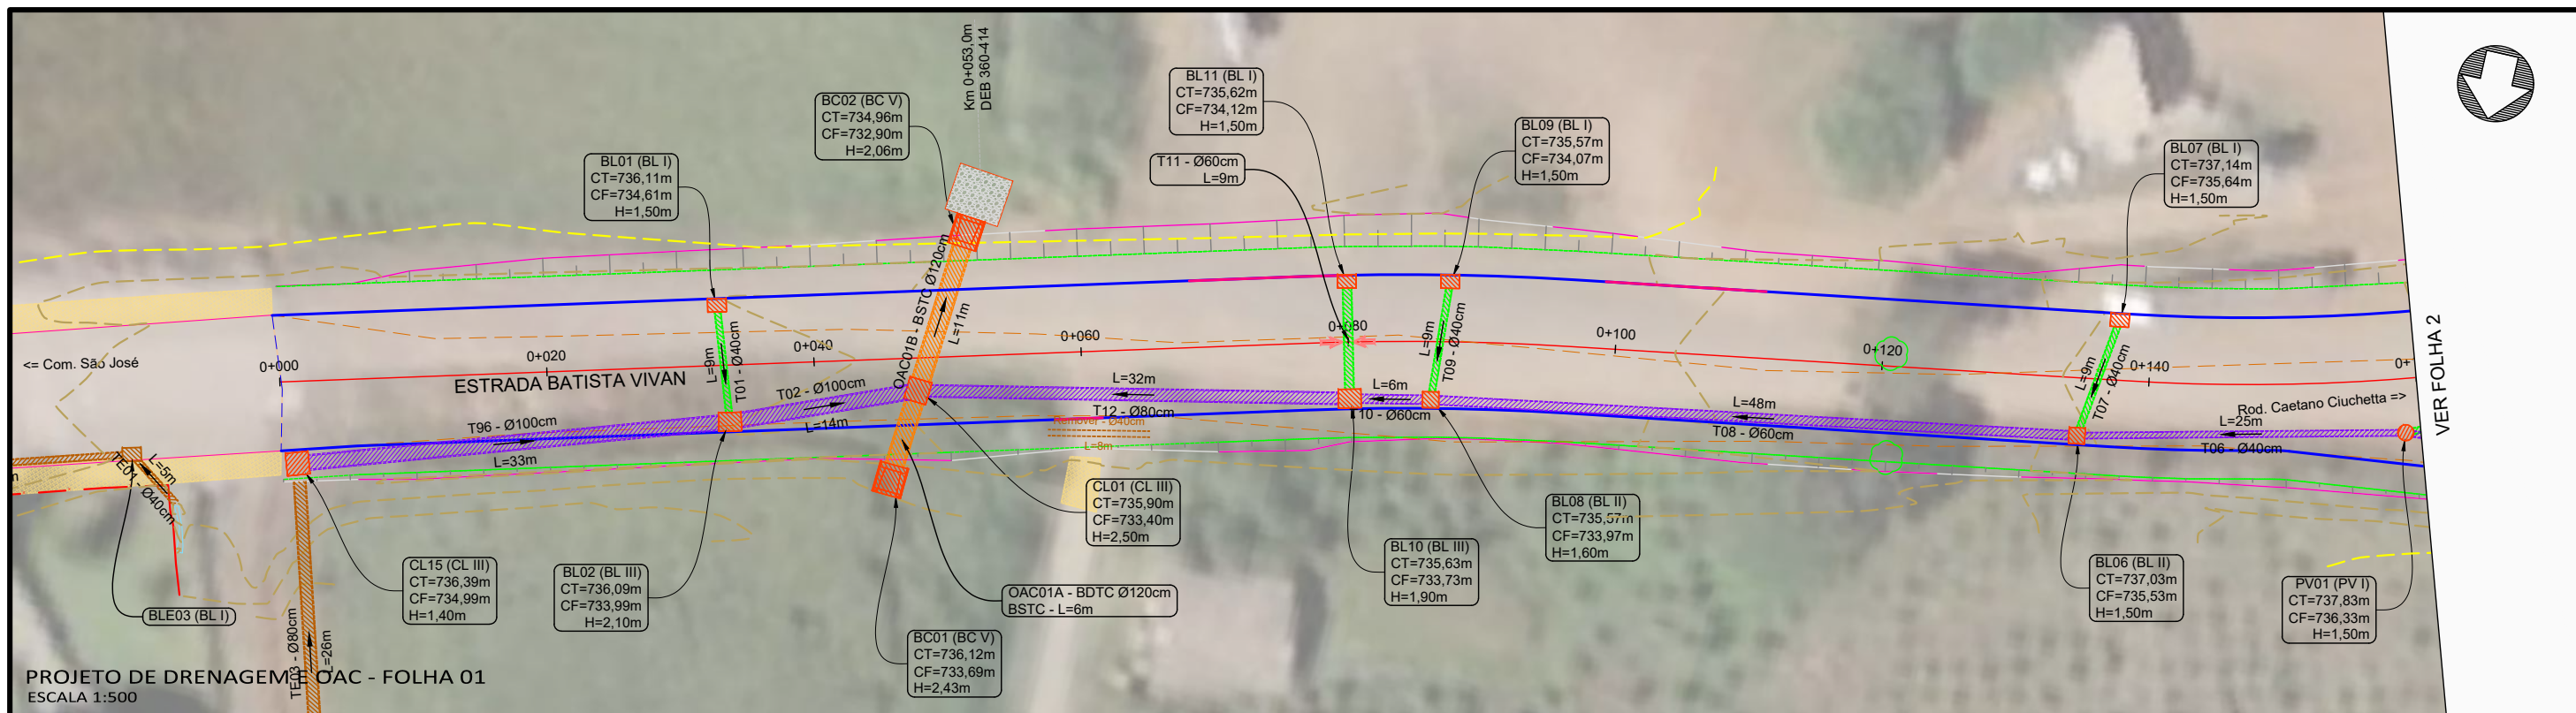 Km 0+053,0m
DEB 360-414
BL01 (BL I)
CT=736,11m
CF=734,61m
H=1,50m
BC02 (BC V)
CT=734,96m
CF=732,90m
H=2,06m
BL11 (BL I)
CT=735,62m
CF=734,12m
H=1,50m
T11 - Ø60cm
L=9m
BL09 (BL I)
CT=735,57m
CF=734,07m
H=1,50m
BL07 (BL I)
CT=737,14m
CF=735,64m
H=1,50m
VER FOLHA 2
<= Com. São José
ESTRADA BATISTA VIVAN
Rod. Caetano Ciuchetta =>
0+000
0+020
0+040
0+060
0+080
0+100
0+120
0+140
0+
L=9m
T01 - Ø40cm
OAC01B - BSTC Ø120cm
L=11m
L=9m
T09 - Ø40cm
L=9m
T07 - Ø40cm
T96 - Ø100cm
L=33m
T02 - Ø100cm
L=14m
L=32m
T12 - Ø80cm
L=6m
10 - Ø60cm
L=48m
T08 - Ø60cm
L=25m
T06 - Ø40cm
Remover - Ø40cm
L=8m
L=5m
TE01 - Ø40cm
m
TE03 - Ø80cm
L=26m
BLE03 (BL I)
CL15 (CL III)
CT=736,39m
CF=734,99m
H=1,40m
BL02 (BL III)
CT=736,09m
CF=733,99m
H=2,10m
BC01 (BC V)
CT=736,12m
CF=733,69m
H=2,43m
OAC01A - BDTC Ø120cm
BSTC - L=6m
CL01 (CL III)
CT=735,90m
CF=733,40m
H=2,50m
BL10 (BL III)
CT=735,63m
CF=733,73m
H=1,90m
BL08 (BL II)
CT=735,57m
CF=733,97m
H=1,60m
BL06 (BL II)
CT=737,03m
CF=735,53m
H=1,50m
PV01 (PV I)
CT=737,83m
CF=736,33m
H=1,50m
PROJETO DE DRENAGEM E OAC - FOLHA 01
ESCALA 1:500